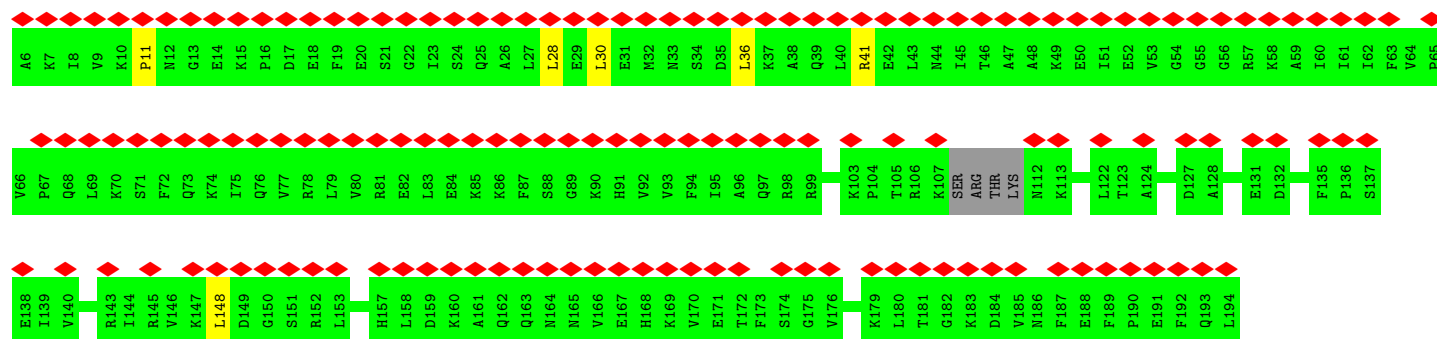 A6 K7 I8 V9 K10 P11 N12 G13 E14 K15 P16 D17 E18 F19 E20 S21 G22 I23 S24 Q25 A26 L27 L28 E29 L30 E31 M32 N33 S34 D35 L36 K37 A38 Q39 L40 R41 E42 L43 N44 I45 T46 A47 A48 K49 E50 I51 E52 V53 G54 G55 G56 R57 K58 A59 I60 I61 I62 F63 V64 P65
V66 P67 Q68 L69 K70 S71 F72 Q73 K74 I75 Q76 V77 R78 L79 V80 R81 E82 L83 E84 K85 K86 F87 S88 G89 K90 H91 V92 V93 F94 I95 A96 Q97 R98 R99 K103 P104 T105 R106 K107 SER ARG THR LYS N112 K113 L122 T123 A124 D127 A128 E131 D132 F135 P136 S137
E138 I139 V140 R143 I144 R145 V146 K147 L148 D149 G150 S151 R152 L153 H157 L158 D159 K160 A161 Q162 Q163 N164 N165 V166 E167 H168 K169 V170 E171 T172 F173 S174 G175 V176 K179 L180 T181 G182 K183 D184 V185 N186 F187 E188 F189 P190 E191 F192 Q193 L194